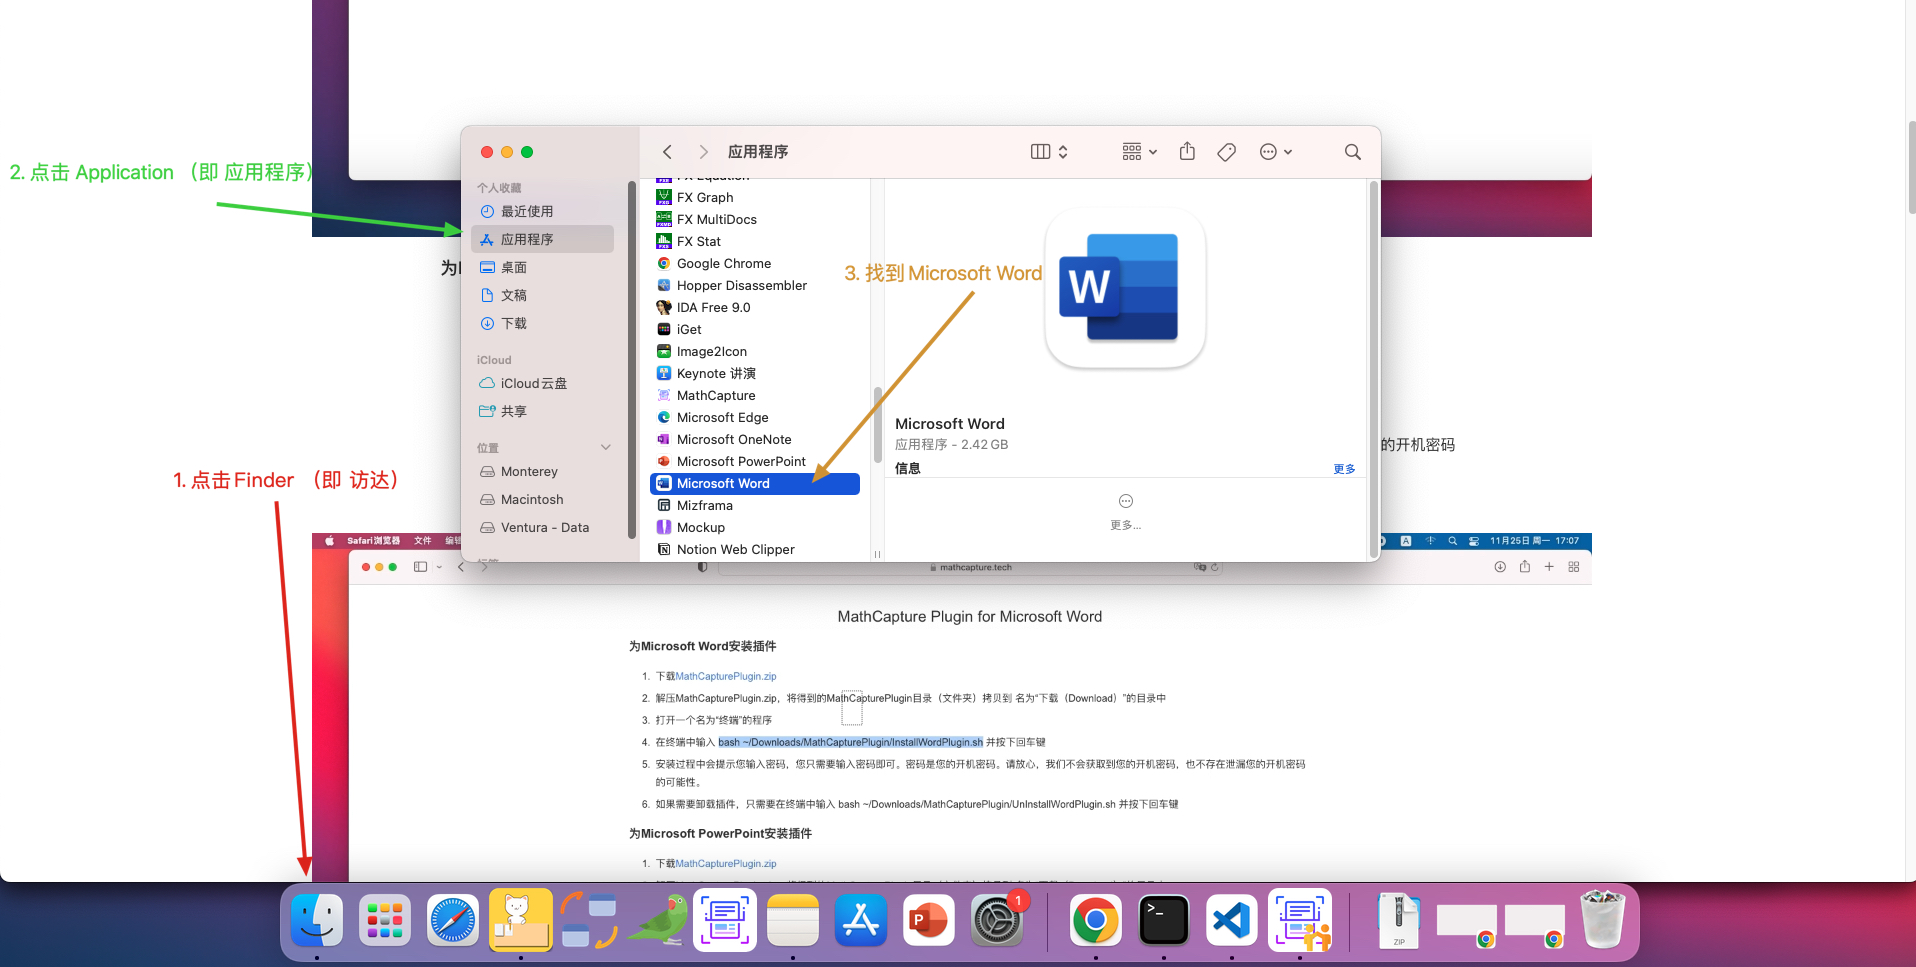 2. 点击 Application （即 应用程序）
应用程序
个人收藏
最近使用
应用程序
桌面
文稿
下载
iCloud
iCloud云盘
共享
位置
Monterey
Macintosh
Ventura - Data
FX Equation
FX Graph
FX MultiDocs
FX Stat
Google Chrome
Hopper Disassembler
IDA Free 9.0
iGet
Image2Icon
Keynote 讲演
MathCapture
Microsoft Edge
Microsoft OneNote
Microsoft PowerPoint
Microsoft Word
Mizframa
Mockup
Notion Web Clipper
3. 找到 Microsoft Word
W
Microsoft Word
应用程序 - 2.42 GB
信息
更多
更多...
为
的开机密码
1. 点击 Finder （即 访达）
Safari浏览器 文件 编辑
A
11月25日 周一 17:07
mathcapture.tech
MathCapture Plugin for Microsoft Word
为Microsoft Word安装插件
1. 下载MathCapturePlugin.zip
2. 解压MathCapturePlugin.zip，将得到的MathCapturePlugin目录（文件夹）拷贝到 名为“下载（Download）”的目录中
3. 打开一个名为“终端”的程序
4. 在终端中输入 bash ~/Downloads/MathCapturePlugin/InstallWordPlugin.sh 并按下回车键
5. 安装过程中会提示您输入密码，您只需要输入密码即可。密码是您的开机密码。请放心，我们不会获取到您的开机密码，也不存在泄漏您的开机密码
的可能性。
6. 如果需要卸载插件，只需要在终端中输入 bash ~/Downloads/MathCapturePlugin/UnInstallWordPlugin.sh 并按下回车键
为Microsoft PowerPoint安装插件
1. 下载MathCapturePlugin.zip
P
1
>_
ZIP